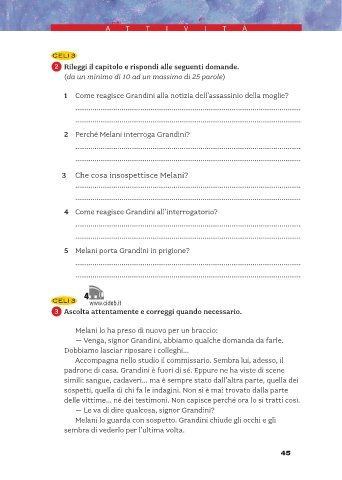 ATTIVITÀ
CELI 3
2 Rileggi il capitolo e rispondi alle seguenti domande.
(da un minimo di 10 ad un massimo di 25 parole)
1 Come reagisce Grandini alla notizia dell'assassinio della moglie?
2 Perché Melani interroga Grandini?
3 Che cosa insospettisce Melani?
4 Come reagisce Grandini all'interrogatorio?
5 Melani porta Grandini in prigione?
4
www.cideb.it
CELI 3
3 Ascolta attentamente e correggi quando necessario.
Melani lo ha preso di nuovo per un braccio:
— Venga, signor Grandini, abbiamo qualche domanda da farle.
Dobbiamo lasciar riposare i colleghi...
Accompagna nello studio il commissario. Sembra lui, adesso, il
padrone di casa. Grandini è fuori di sé. Eppure ne ha viste di scene
simili: sangue, cadaveri... ma è sempre stato dall'altra parte, quella dei
sospetti, quella di chi fa le indagini. Non si è mai trovato dalla parte
delle vittime... né dei testimoni. Non capisce perché ora lo si tratti così.
— Le va di dire qualcosa, signor Grandini?
Melani lo guarda con sospetto. Grandini chiude gli occhi e gli
sembra di vederlo per l'ultima volta.
45